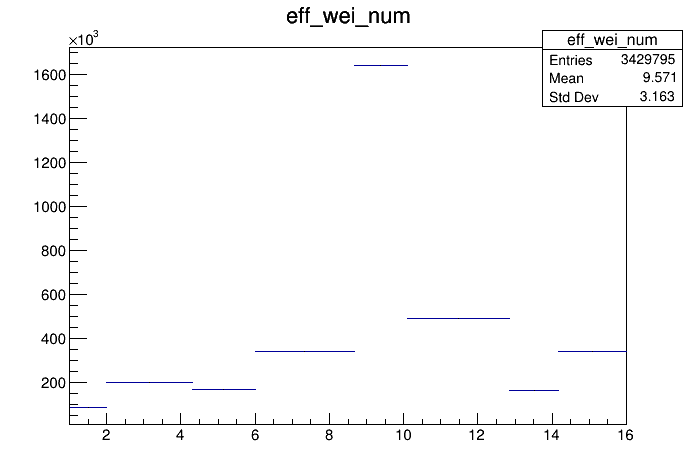 eff_wei_num
×10³
eff_wei_num
Entries 3429795
Mean 9.571
Std Dev 3.163
1600
1400
1200
1000
800
600
400
200
2 4 6 8 10 12 14 16